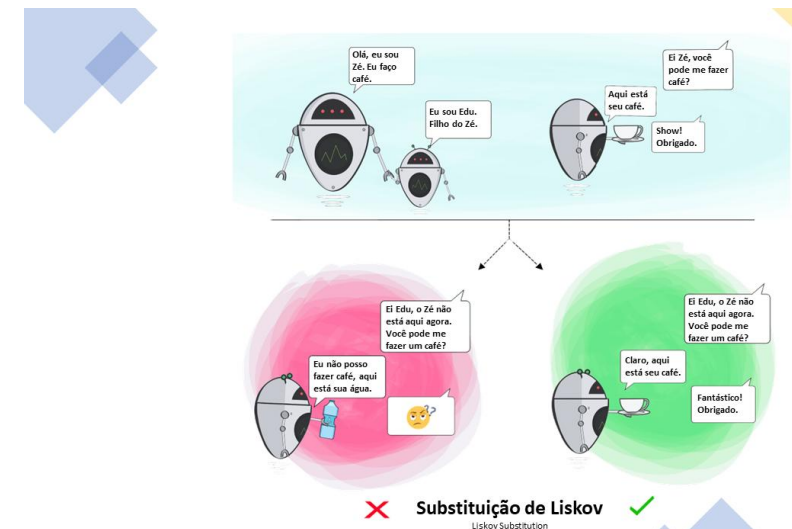 Olá, eu sou
Zé. Eu faço
café.
Eu sou Edu.
Filho do Zé.
Ei Zé, você
pode me fazer
café?
Aqui está
seu café.
Show!
Obrigado.
Ei Edu, o Zé não
está aqui agora.
Você pode me
fazer um café?
Eu não posso
fazer café, aqui
está sua água.
??
Ei Edu, o Zé não
está aqui agora.
Você pode me
fazer um café?
Claro, aqui
está seu café.
Fantástico!
Obrigado.
Substituição de Liskov
Liskov Substitution